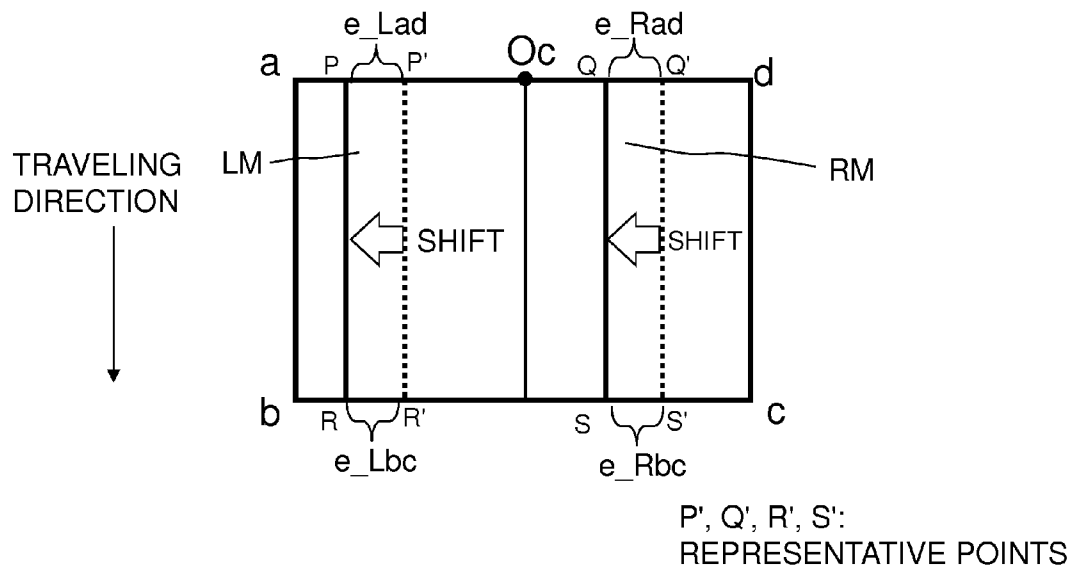 e_Lad e_Rad
a P P' Oc Q Q' d
LM RM
TRAVELING
DIRECTION
SHIFT SHIFT
b R R' S S' c
e_Lbc e_Rbc
P', Q', R', S':
REPRESENTATIVE POINTS